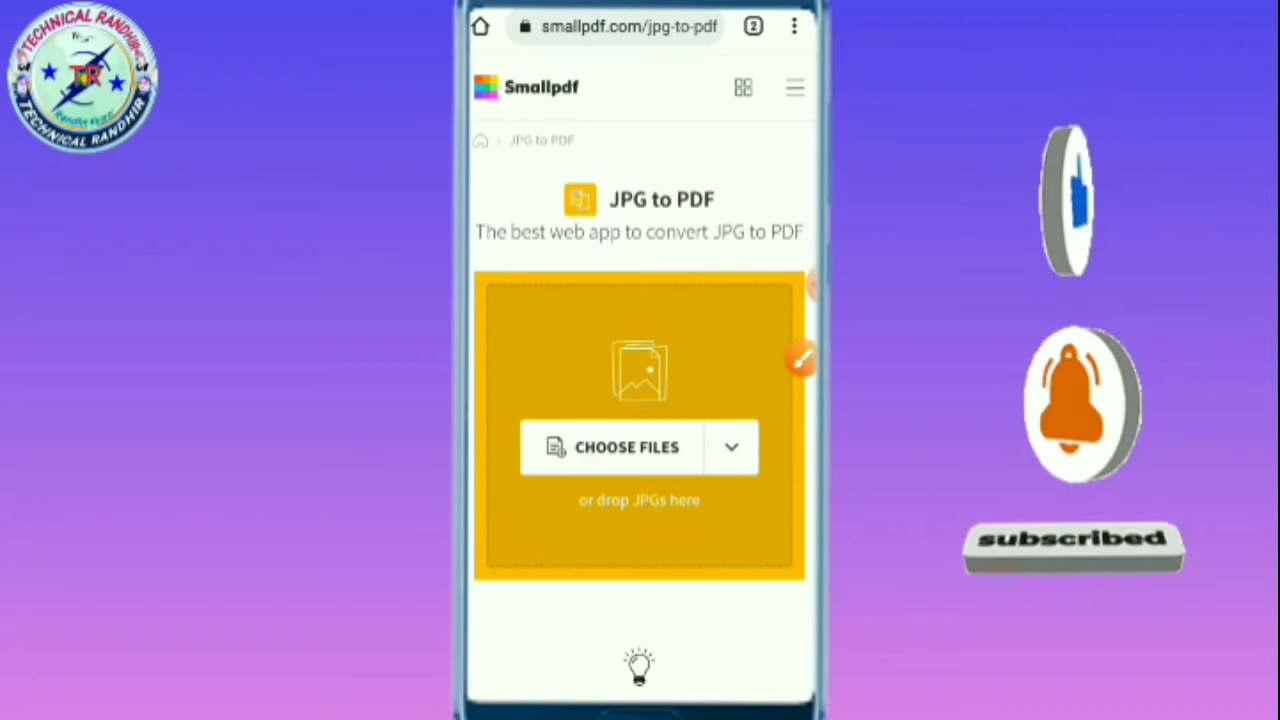 TECHNICAL RANDHIR
TR
TECHNICAL RANDHIR
smallpdf.com/jpg-to-pdf
2
Smallpdf
JPG to PDF
JPG to PDF
The best web app to convert JPG to PDF
CHOOSE FILES
or drop JPGs here
subscribed